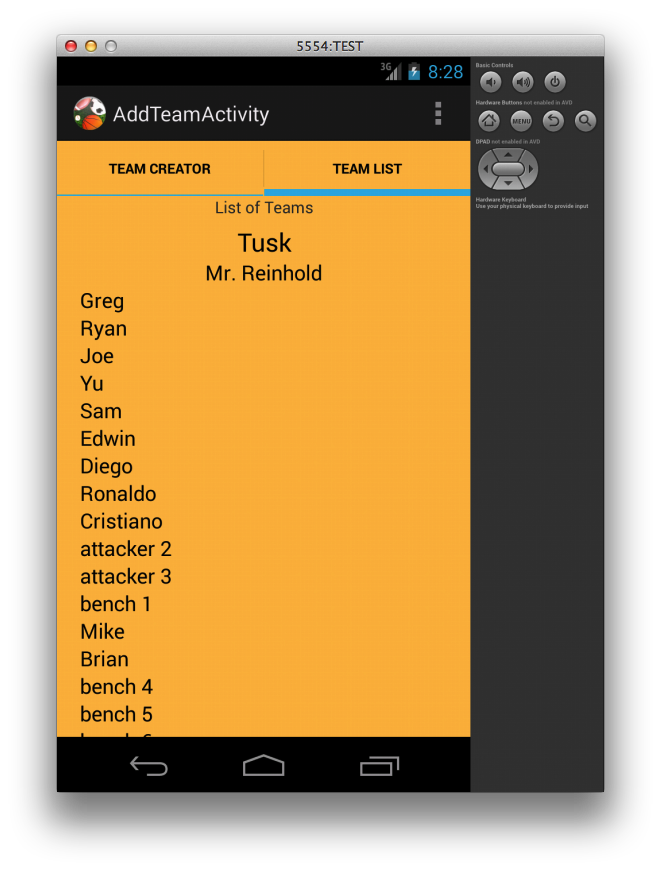 5554:TEST
3G 8:28
AddTeamActivity
TEAM CREATOR TEAM LIST
List of Teams
Tusk
Mr. Reinhold
Greg
Ryan
Joe
Yu
Sam
Edwin
Diego
Ronaldo
Cristiano
attacker 2
attacker 3
bench 1
Mike
Brian
bench 4
bench 5
Basic Controls
Hardware Buttons not enabled in AVD
MENU
DPAD not enabled in AVD
Hardware Keyboard
Use your physical keyboard to provide input